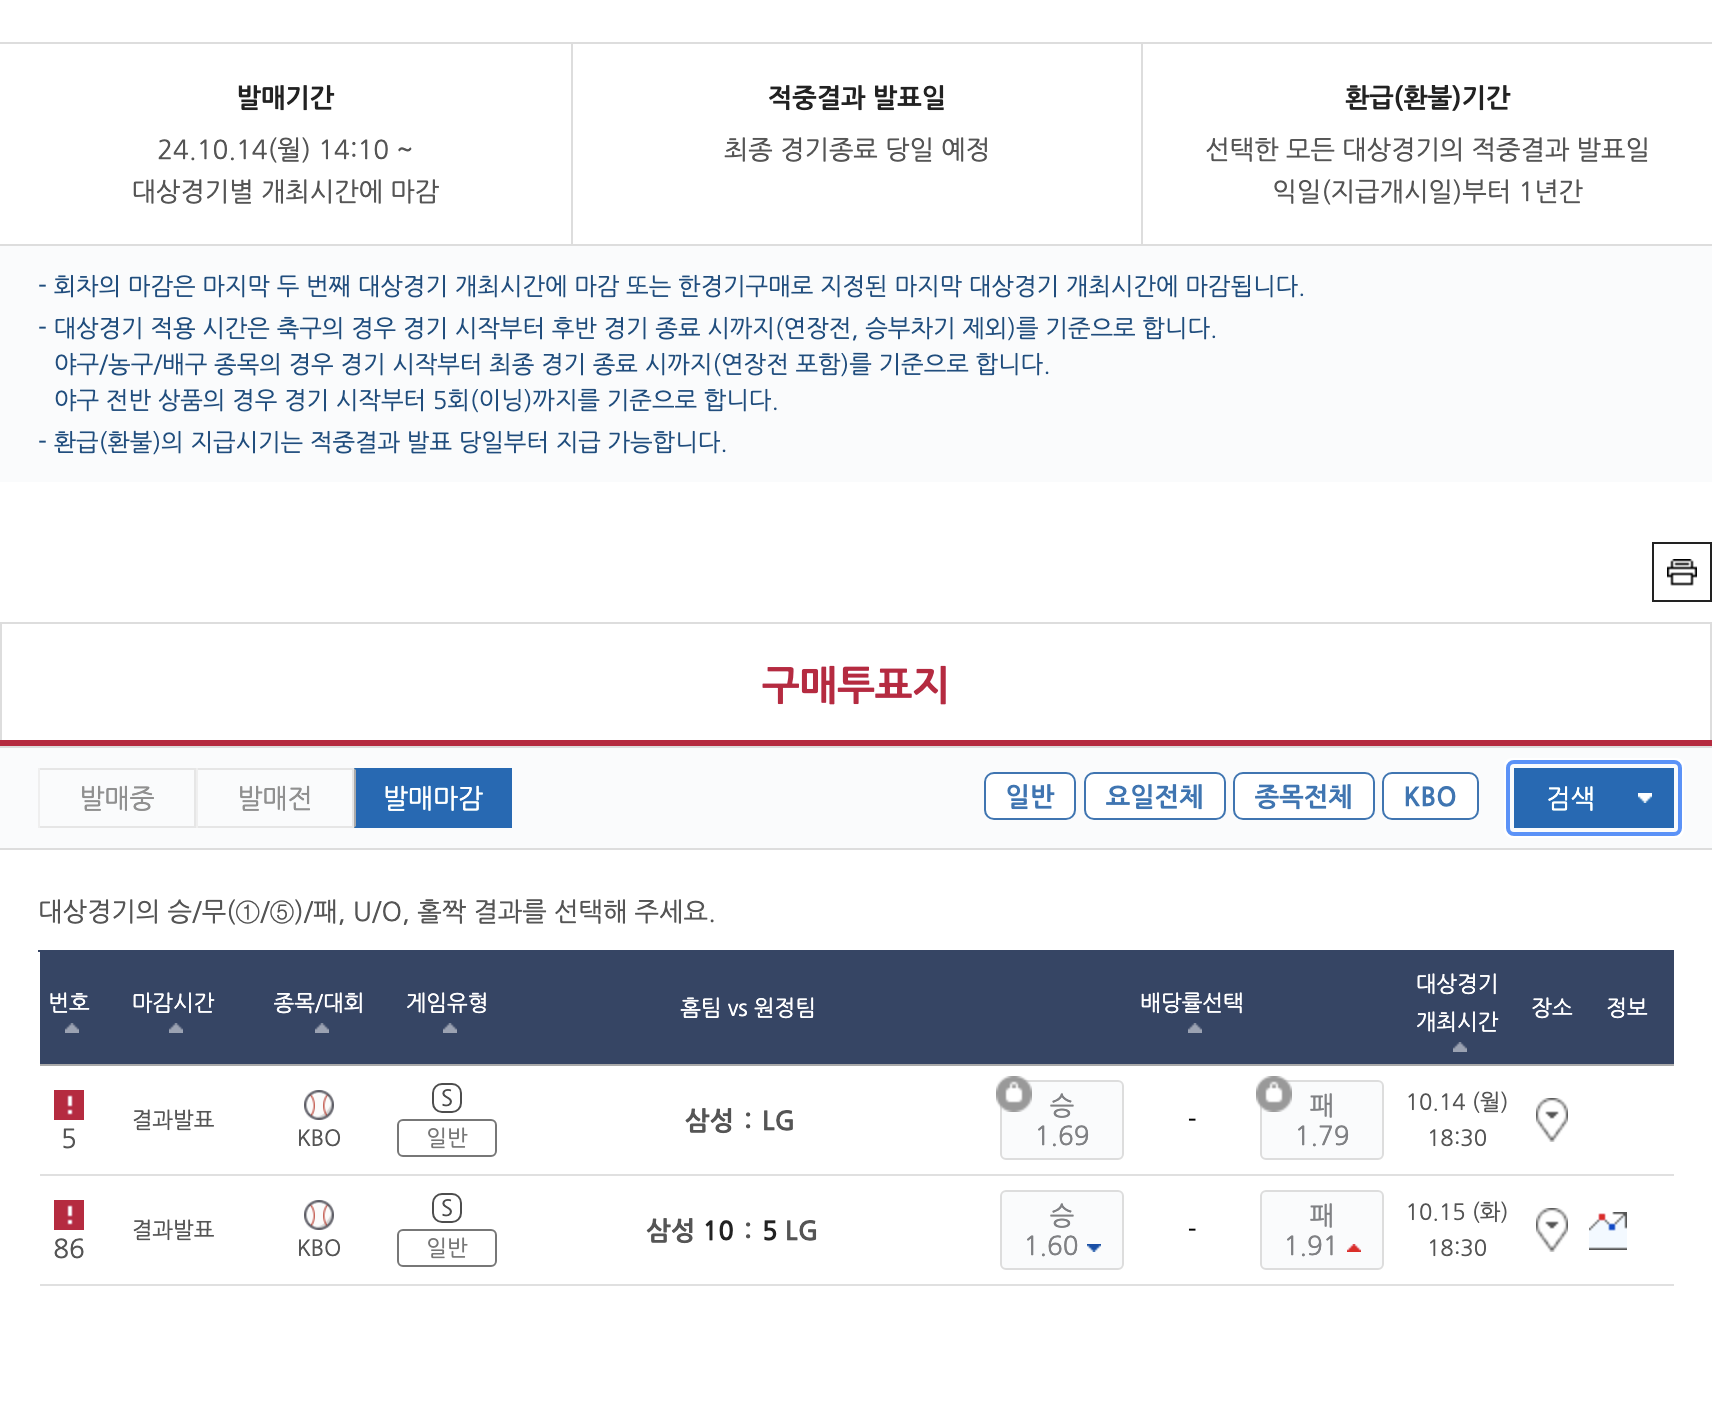 발매기간
24.10.14(월) 14:10 ~
대상경기별 개최시간에 마감
적중결과 발표일
최종 경기종료 당일 예정
환급(환불)기간
선택한 모든 대상경기의 적중결과 발표일
익일(지급개시일)부터 1년간
- 회차의 마감은 마지막 두 번째 대상경기 개최시간에 마감 또는 한경기구매로 지정된 마지막 대상경기 개최시간에 마감됩니다.
- 대상경기 적용 시간은 축구의 경우 경기 시작부터 후반 경기 종료 시까지(연장전, 승부차기 제외)를 기준으로 합니다.
야구/농구/배구 종목의 경우 경기 시작부터 최종 경기 종료 시까지(연장전 포함)를 기준으로 합니다.
야구 전반 상품의 경우 경기 시작부터 5회(이닝)까지를 기준으로 합니다.
- 환급(환불)의 지급시기는 적중결과 발표 당일부터 지급 가능합니다.
구매투표지
발매중 발매전 발매마감 일반 요일전체 종목전체 KBO 검색
대상경기의 승/무(①/⑤)/패, U/O, 홀짝 결과를 선택해 주세요.
번호 마감시간 종목/대회 게임유형 홈팀 vs 원정팀 배당률선택 대상경기 개최시간 장소 정보
5 결과발표 KBO S 일반 삼성 : LG 승 1.69 - 패 1.79 10.14 (월) 18:30
86 결과발표 KBO S 일반 삼성 10 : 5 LG 승 1.60 - 패 1.91 10.15 (화) 18:30